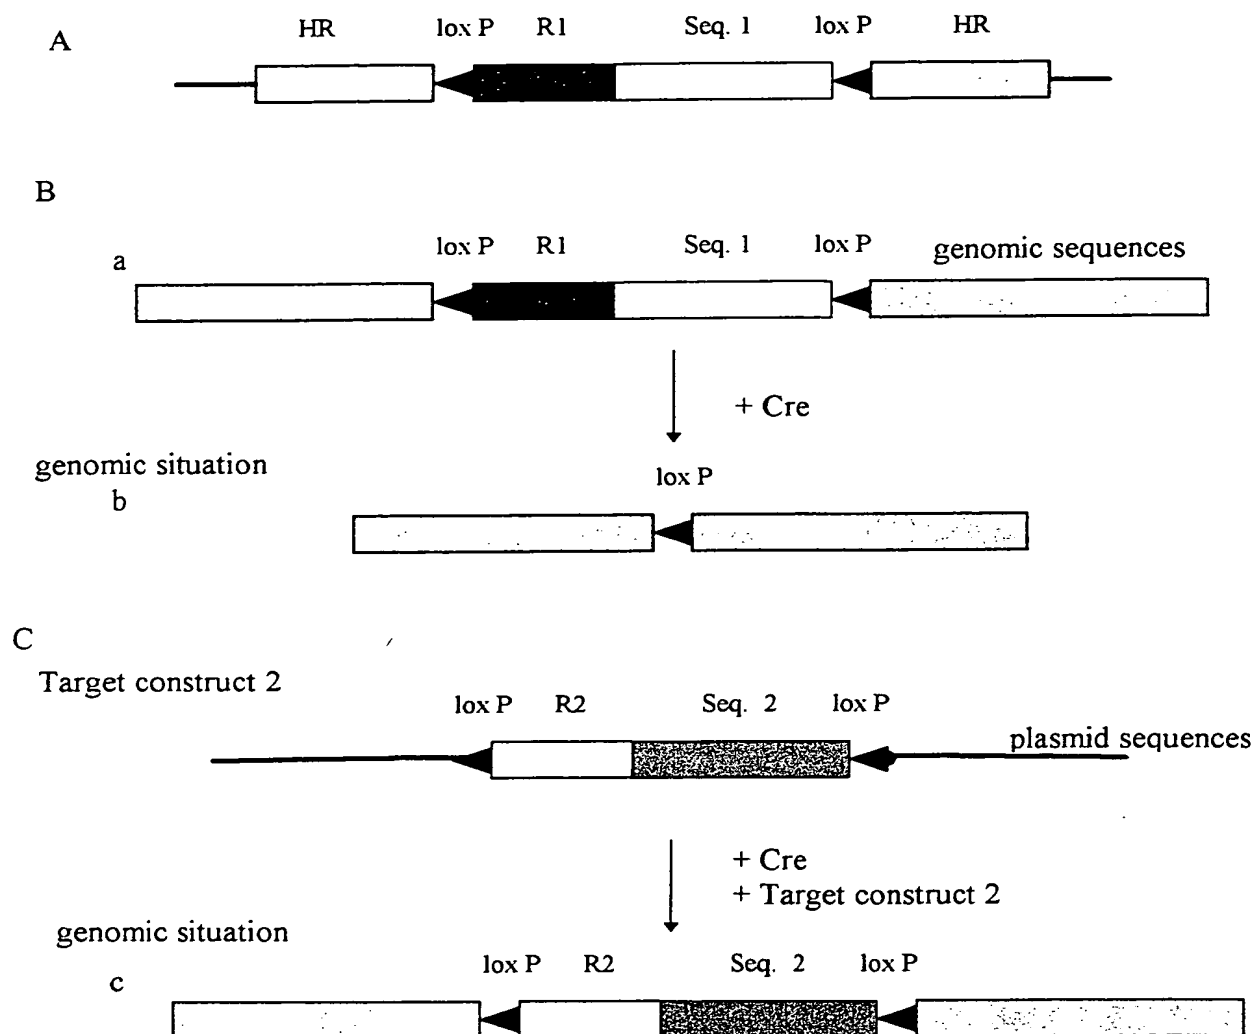 A
HR lox P R1 Seq. 1 lox P HR
B
a
lox P R1 Seq. 1 lox P genomic sequences
+ Cre
genomic situation
b
lox P
C
Target construct 2
lox P R2 Seq. 2 lox P
plasmid sequences
+ Cre
+ Target construct 2
genomic situation
c
lox P R2 Seq. 2 lox P